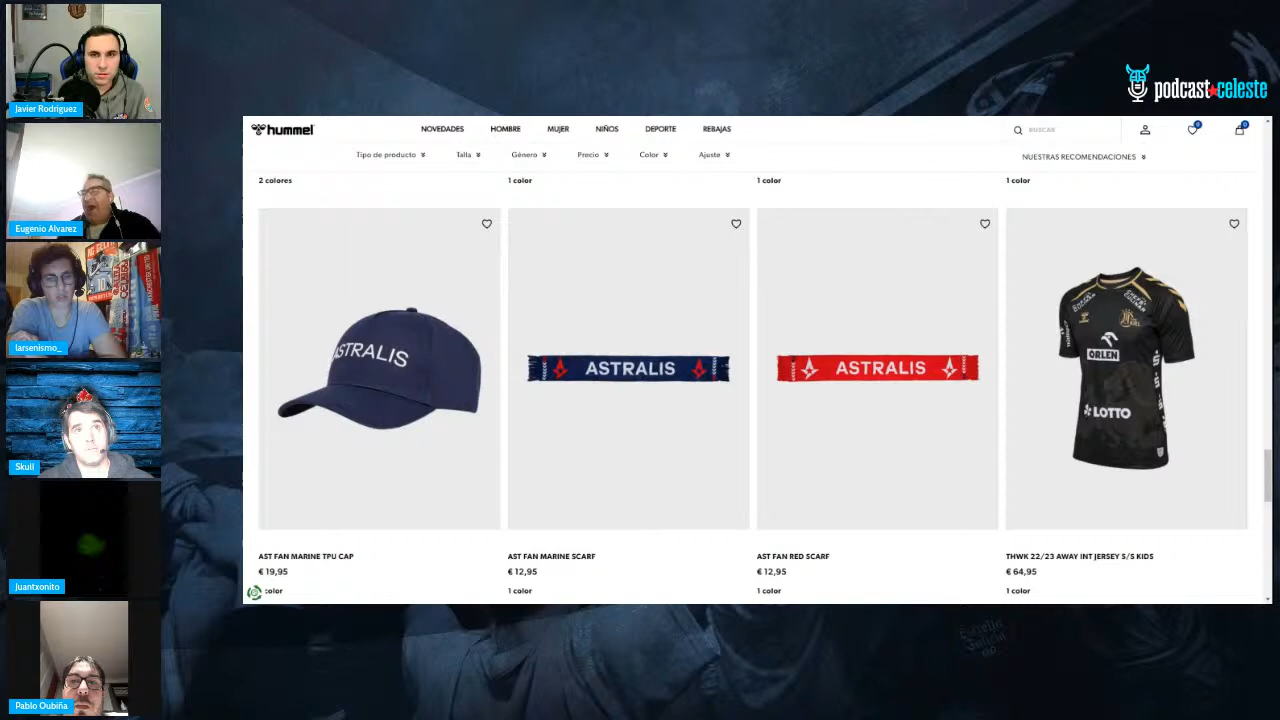 Javier Rodriguez
Eugenio Alvarez
larsenismo_
Skull
Juantxonito
Pablo Oubiña
podcast celeste
hummel
NOVEDADES HOMBRE MUJER NIÑOS DEPORTE REBAJAS
BUSCAR
0 0
Tipo de producto Talla Género Precio Color Ajuste
NUESTRAS RECOMENDACIONES
2 colores 1 color 1 color 1 color
ASTRALIS
ASTRALIS
ASTRALIS
ORLEN
LOTTO
AST FAN MARINE TPU CAP
€ 19,95
color
AST FAN MARINE SCARF
€ 12,95
1 color
AST FAN RED SCARF
€ 12,95
1 color
THWK 22/23 AWAY INT JERSEY S/S KIDS
€ 64,95
1 color